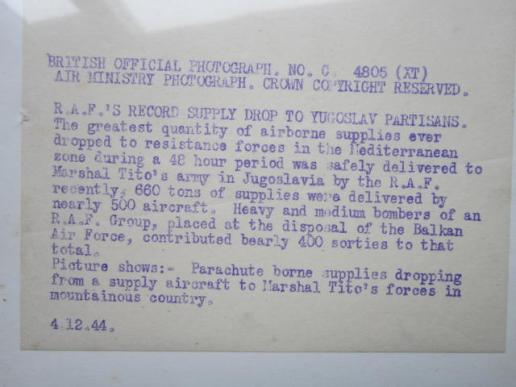 BRITISH OFFICIAL PHOTOGRAPH. NO. C 4805 (XT)
AIR MINISTRY PHOTOGRAPH. CROWN COPYRIGHT RESERVED.
R.A.F.'S RECORD SUPPLY DROP TO YUGOSLAV PARTISANS.
The greatest quantity of airborne supplies ever
dropped to resistance forces in the Mediterranean
zone during a 48 hour period was safely delivered to
Marshal Tito's army in Jugoslavia by the R.A.F.
recently. 660 tons of supplies were delivered by
nearly 500 aircraft. Heavy and medium bombers of an
R.A.F. Group, placed at the disposal of the Balkan
Air Force, contributed bearly 400 sorties to that
total.
Picture shows:- Parachute borne supplies dropping
from a supply aircraft to Marshal Tito's forces in
mountainous country.
4.12.44.